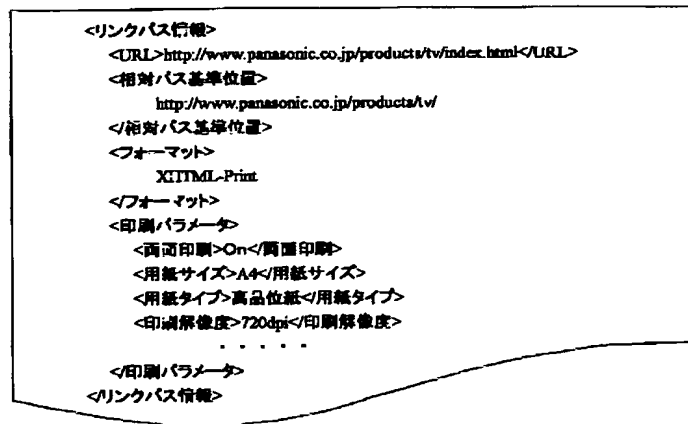 <リンクパス情報>
<URL>http://www.panasonic.co.jp/products/tv/index.html</URL>
<相対パス基準位置>
http://www.panasonic.co.jp/products/tv/
</相対パス基準位置>
<フォーマット>
XHTML-Print
</フォーマット>
<印刷パラメータ>
<両面印刷>On</両面印刷>
<用紙サイズ>A4</用紙サイズ>
<用紙タイプ>高品位紙</用紙タイプ>
<印刷解像度>720dpi</印刷解像度>
・・・・・
</印刷パラメータ>
</リンクパス情報>